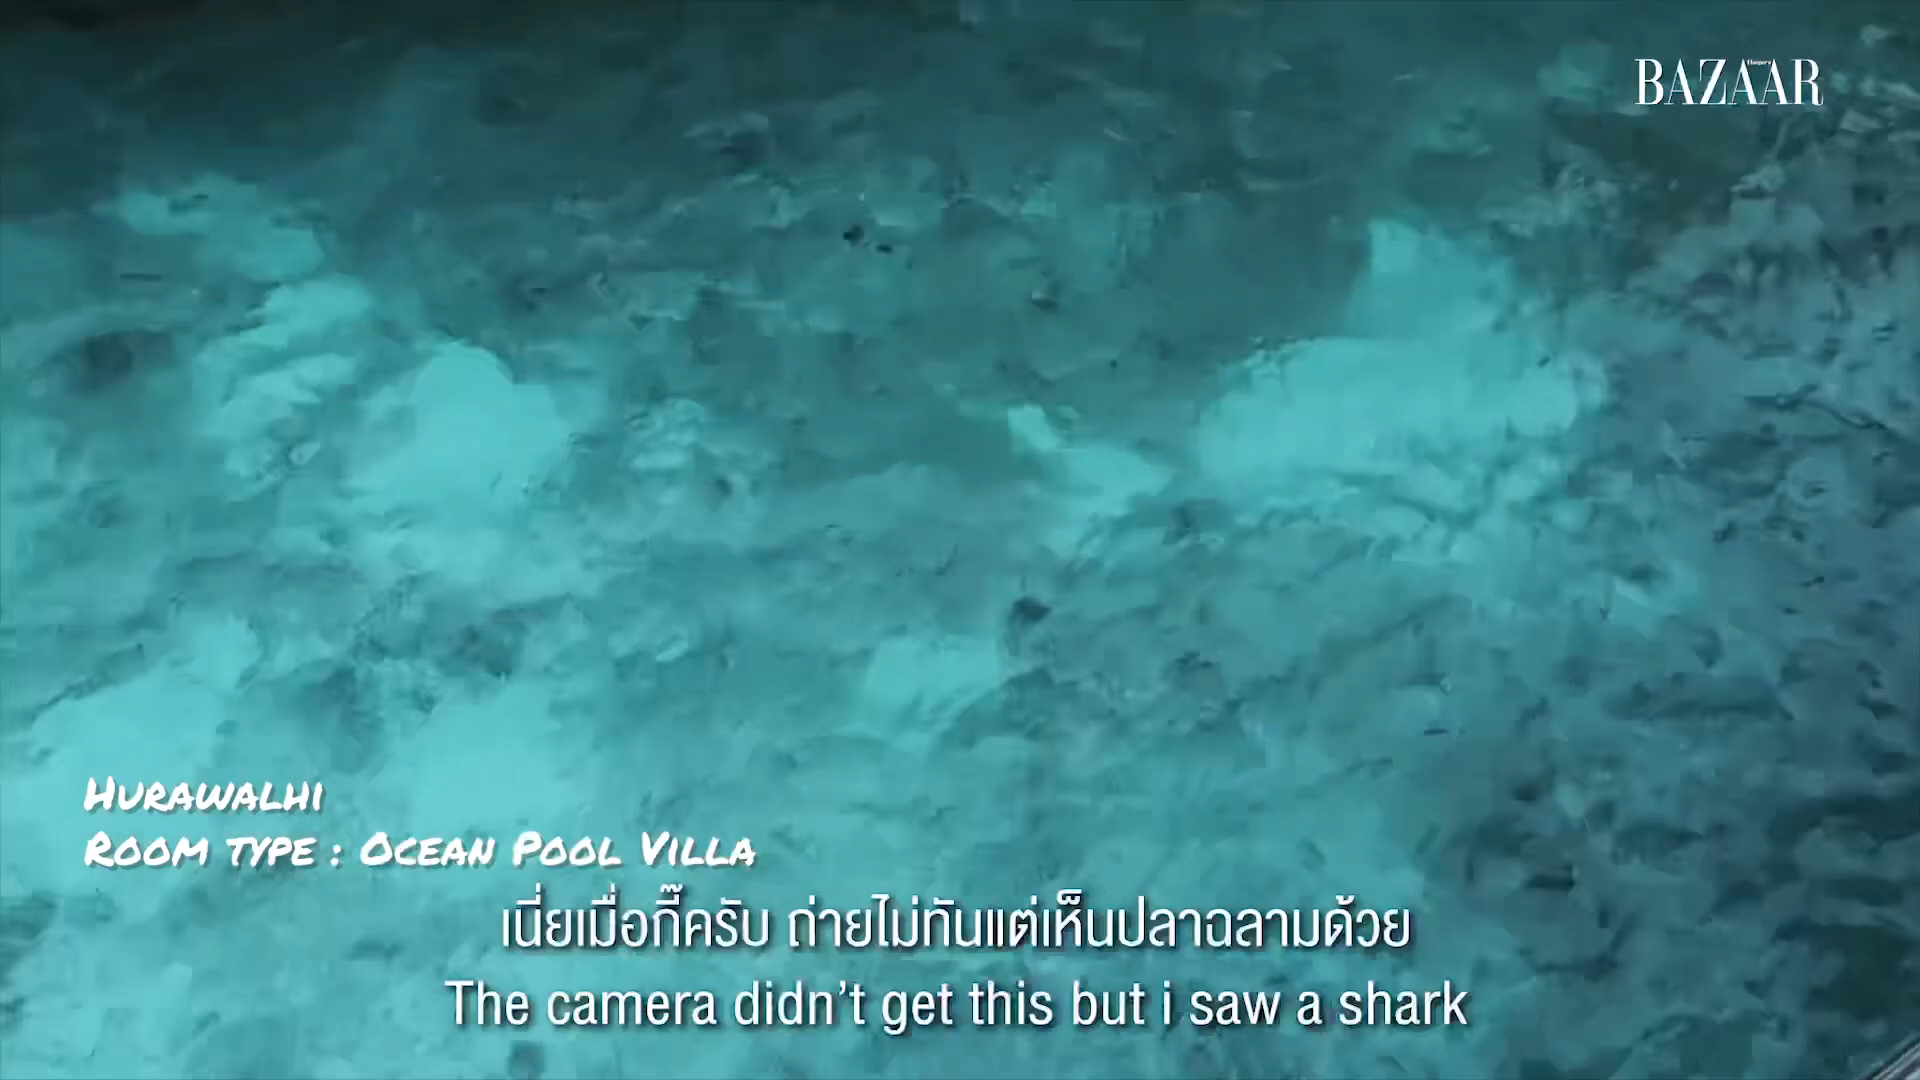 Harper's
BAZAAR
Hurawalhi
Room type : Ocean Pool Villa
เนี่ยเมื่อกี๊ครับ ถ่ายไม่ทันแต่เห็นปลาฉลามด้วย
The camera didn't get this but i saw a shark